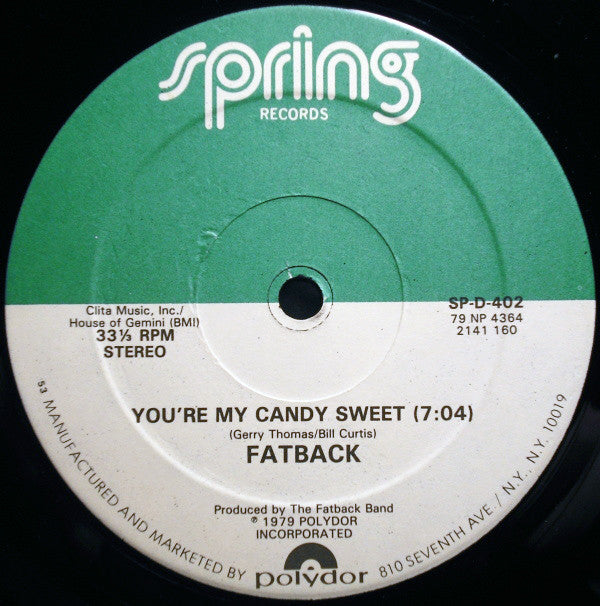 spring
RECORDS
Clita Music, Inc./
House of Gemini (BMI)
33⅓ RPM
STEREO
SP-D-402
79 NP 4364
2141 160
YOU'RE MY CANDY SWEET (7:04)
(Gerry Thomas/Bill Curtis)
FATBACK
Produced by The Fatback Band
℗ 1979 POLYDOR
INCORPORATED
53 MANUFACTURED AND MARKETED BY polydor 810 SEVENTH AVE./ N.Y., N.Y. 10019